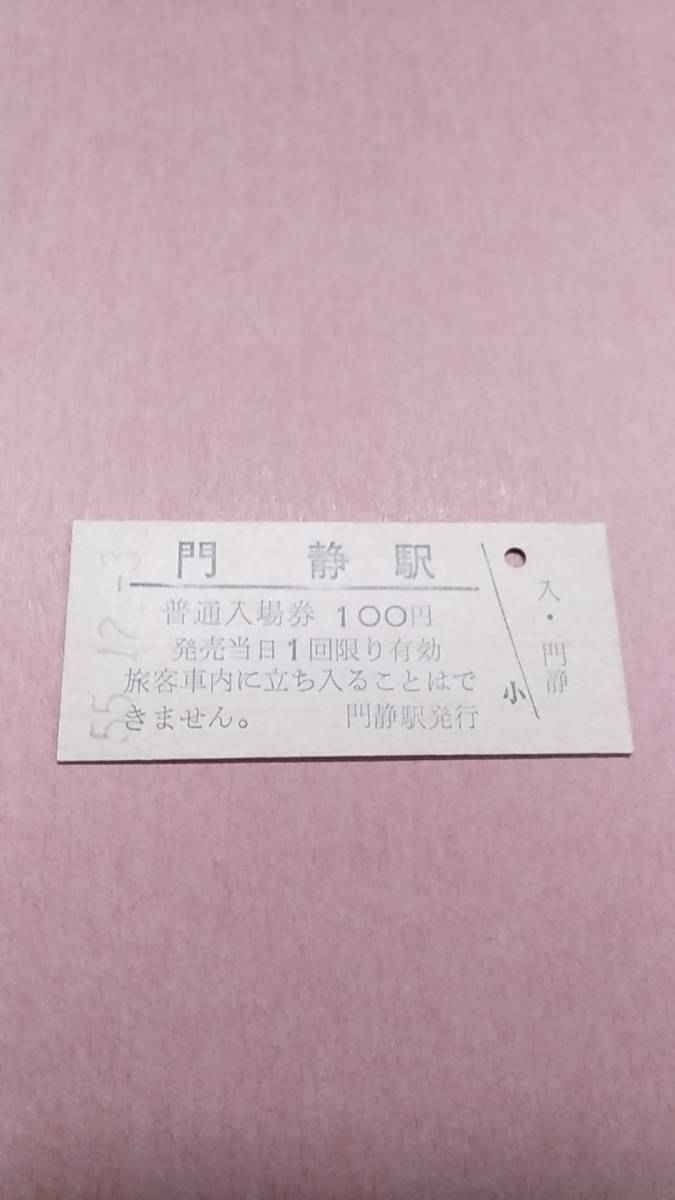 門静駅
普通入場券 100円
発売当日1回限り有効
旅客車内に立ち入ることはで
きません。 門静駅発行
小
入・門静
55.12.-3